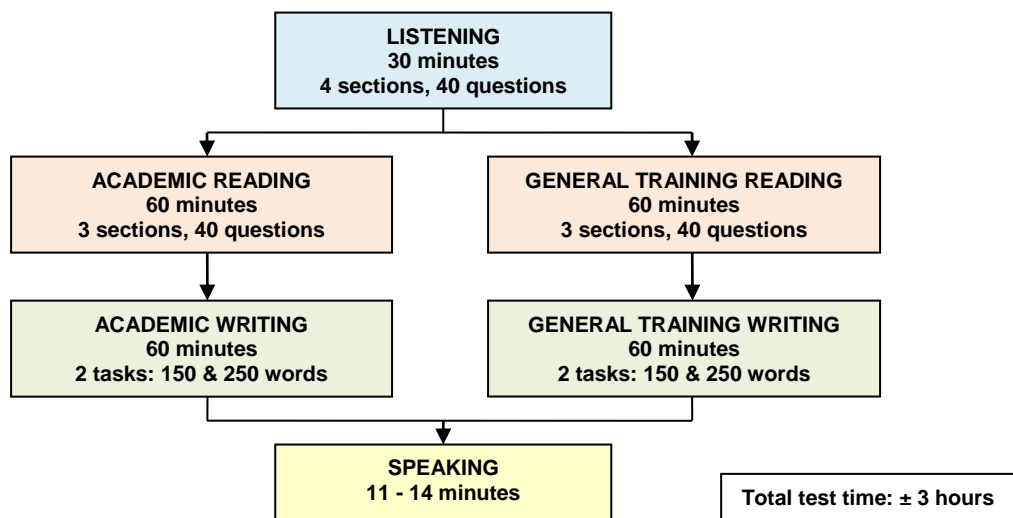 LISTENING
30 minutes
4 sections, 40 questions
ACADEMIC READING
60 minutes
3 sections, 40 questions
GENERAL TRAINING READING
60 minutes
3 sections, 40 questions
ACADEMIC WRITING
60 minutes
2 tasks: 150 & 250 words
GENERAL TRAINING WRITING
60 minutes
2 tasks: 150 & 250 words
SPEAKING
11 - 14 minutes
Total test time: ± 3 hours